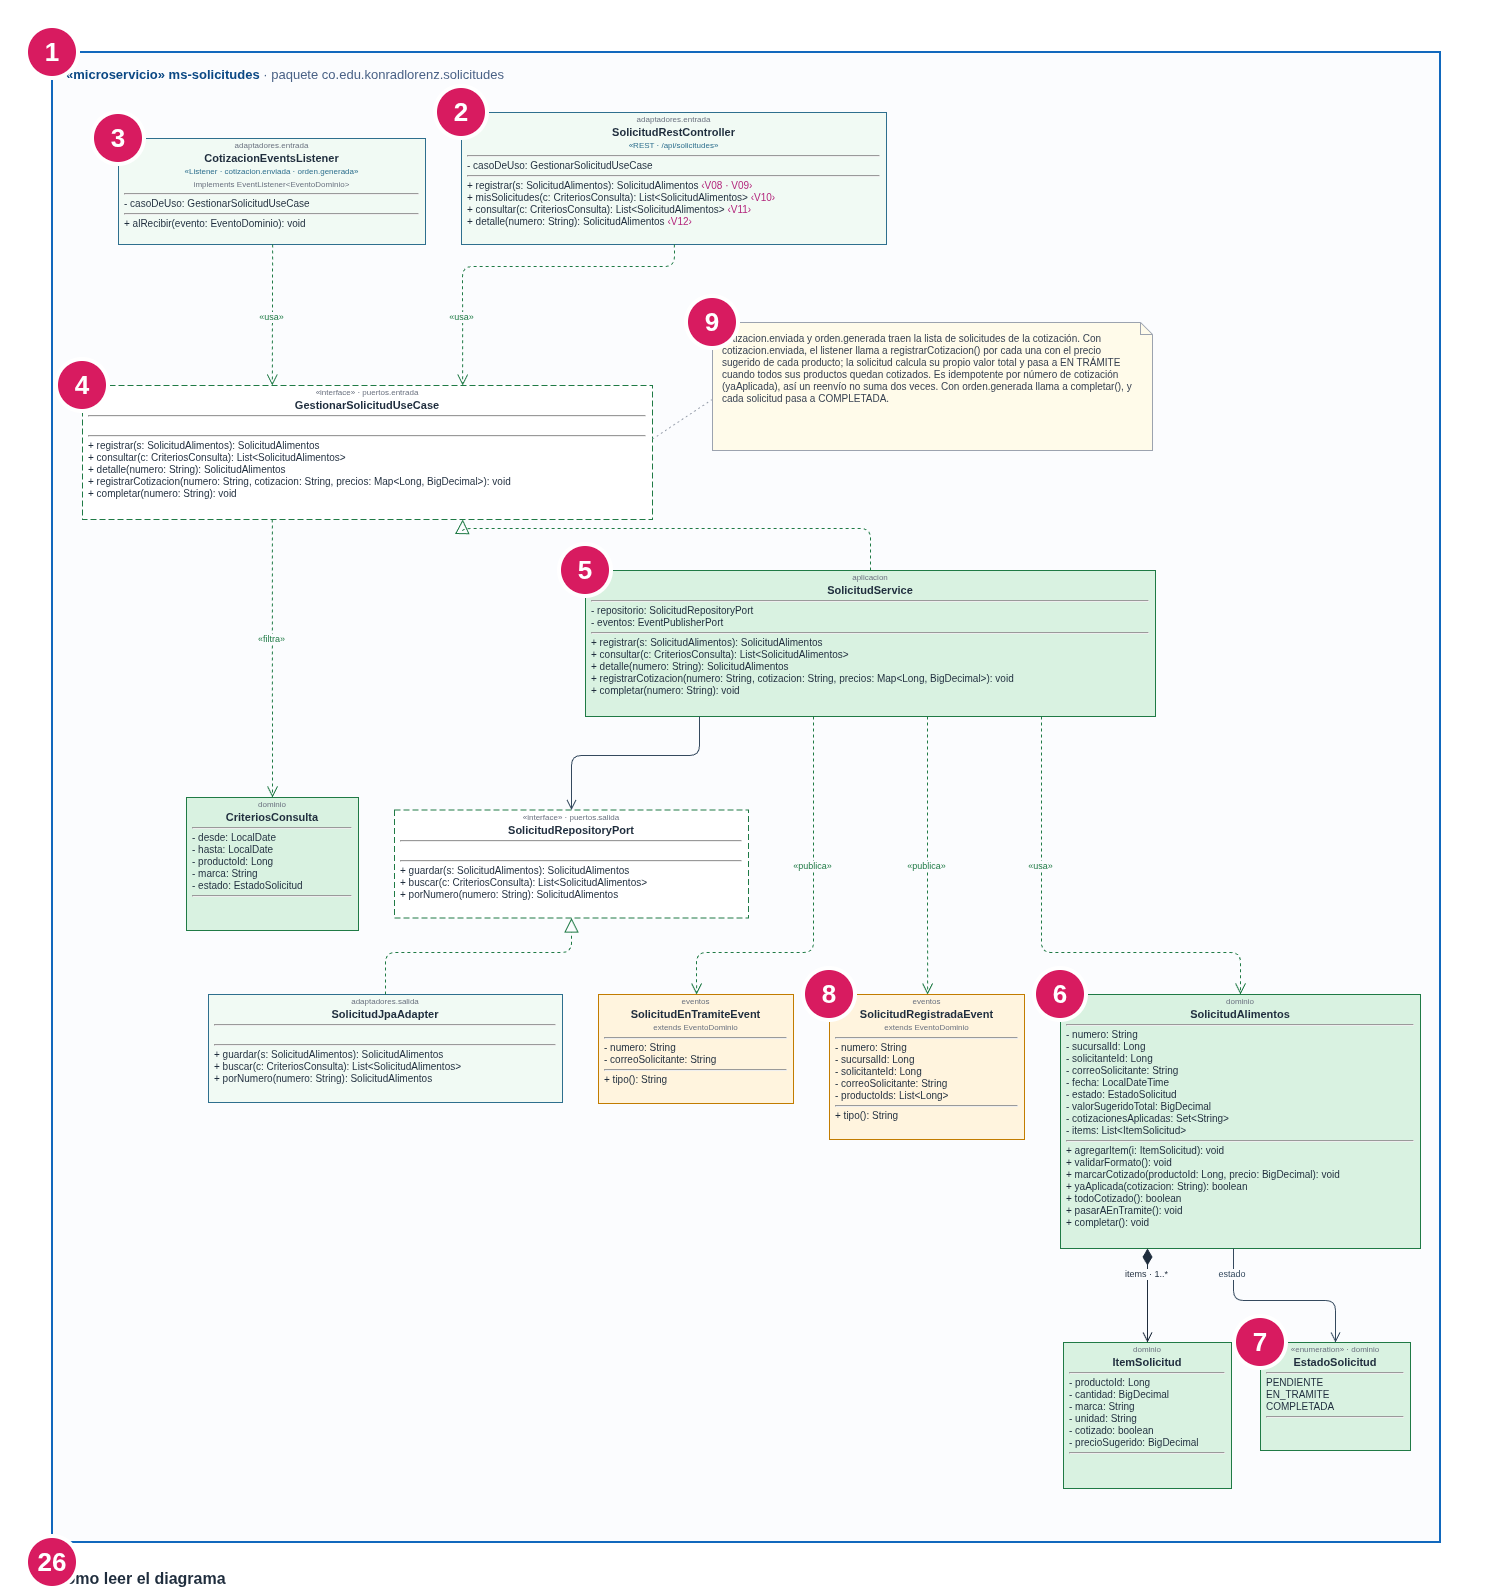 1
«microservicio» ms-solicitudes · paquete co.edu.konradlorenz.solicitudes
2
adaptadores.entrada
SolicitudRestController
«REST · /api/solicitudes»
- casoDeUso: GestionarSolicitudUseCase
+ registrar(s: SolicitudAlimentos): SolicitudAlimentos ‹V08 · V09›
+ misSolicitudes(c: CriteriosConsulta): List<SolicitudAlimentos> ‹V10›
+ consultar(c: CriteriosConsulta): List<SolicitudAlimentos> ‹V11›
+ detalle(numero: String): SolicitudAlimentos ‹V12›
3
adaptadores.entrada
CotizacionEventsListener
«Listener · cotizacion.enviada · orden.generada»
implements EventListener<EventoDominio>
- casoDeUso: GestionarSolicitudUseCase
+ alRecibir(evento: EventoDominio): void
«usa»
«usa»
9
cotizacion.enviada y orden.generada traen la lista de solicitudes de la cotización. Con
cotizacion.enviada, el listener llama a registrarCotizacion() por cada una con el precio
sugerido de cada producto; la solicitud calcula su propio valor total y pasa a EN TRÁMITE
cuando todos sus productos quedan cotizados. Es idempotente por número de cotización
(yaAplicada), así un reenvío no suma dos veces. Con orden.generada llama a completar(), y
cada solicitud pasa a COMPLETADA.
4
«interface» · puertos.entrada
GestionarSolicitudUseCase
+ registrar(s: SolicitudAlimentos): SolicitudAlimentos
+ consultar(c: CriteriosConsulta): List<SolicitudAlimentos>
+ detalle(numero: String): SolicitudAlimentos
+ registrarCotizacion(numero: String, cotizacion: String, precios: Map<Long, BigDecimal>): void
+ completar(numero: String): void
5
aplicacion
SolicitudService
- repositorio: SolicitudRepositoryPort
- eventos: EventPublisherPort
+ registrar(s: SolicitudAlimentos): SolicitudAlimentos
+ consultar(c: CriteriosConsulta): List<SolicitudAlimentos>
+ detalle(numero: String): SolicitudAlimentos
+ registrarCotizacion(numero: String, cotizacion: String, precios: Map<Long, BigDecimal>): void
+ completar(numero: String): void
«filtra»
dominio
CriteriosConsulta
- desde: LocalDate
- hasta: LocalDate
- productoId: Long
- marca: String
- estado: EstadoSolicitud
«interface» · puertos.salida
SolicitudRepositoryPort
+ guardar(s: SolicitudAlimentos): SolicitudAlimentos
+ buscar(c: CriteriosConsulta): List<SolicitudAlimentos>
+ porNumero(numero: String): SolicitudAlimentos
«publica»
«publica»
«usa»
adaptadores.salida
SolicitudJpaAdapter
+ guardar(s: SolicitudAlimentos): SolicitudAlimentos
+ buscar(c: CriteriosConsulta): List<SolicitudAlimentos>
+ porNumero(numero: String): SolicitudAlimentos
eventos
SolicitudEnTramiteEvent
extends EventoDominio
- numero: String
- correoSolicitante: String
+ tipo(): String
8
eventos
SolicitudRegistradaEvent
extends EventoDominio
- numero: String
- sucursalId: Long
- solicitanteId: Long
- correoSolicitante: String
- productoIds: List<Long>
+ tipo(): String
6
dominio
SolicitudAlimentos
- numero: String
- sucursalId: Long
- solicitanteId: Long
- correoSolicitante: String
- fecha: LocalDateTime
- estado: EstadoSolicitud
- valorSugeridoTotal: BigDecimal
- cotizacionesAplicadas: Set<String>
- items: List<ItemSolicitud>
+ agregarItem(i: ItemSolicitud): void
+ validarFormato(): void
+ marcarCotizado(productoId: Long, precio: BigDecimal): void
+ yaAplicada(cotizacion: String): boolean
+ todoCotizado(): boolean
+ pasarAEnTramite(): void
+ completar(): void
items · 1..*
estado
dominio
ItemSolicitud
- productoId: Long
- cantidad: BigDecimal
- marca: String
- unidad: String
- cotizado: boolean
- precioSugerido: BigDecimal
7
«enumeration» · dominio
EstadoSolicitud
PENDIENTE
EN_TRAMITE
COMPLETADA
26
ómo leer el diagrama